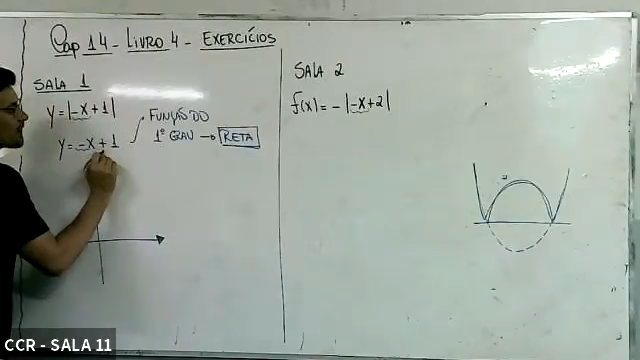 Cap 14 - LIVRO 4 - EXERCÍCIOS
SALA 1
y = |-x + 1|
y = -x + 1
FUNÇÃO DO
1º GRAU → RETA
SALA 2
f(x) = - |-x + 2|
CCR - SALA 11